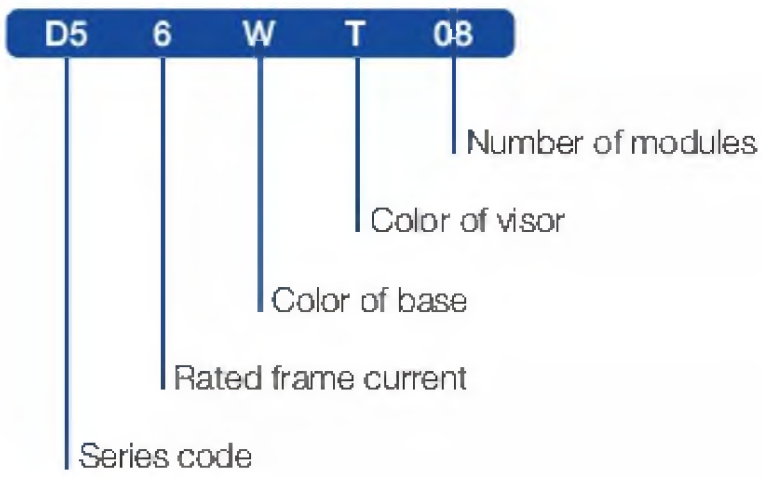 D5 6 W T 08
Number of modules
Color of visor
Color of base
Rated frame current
Series code